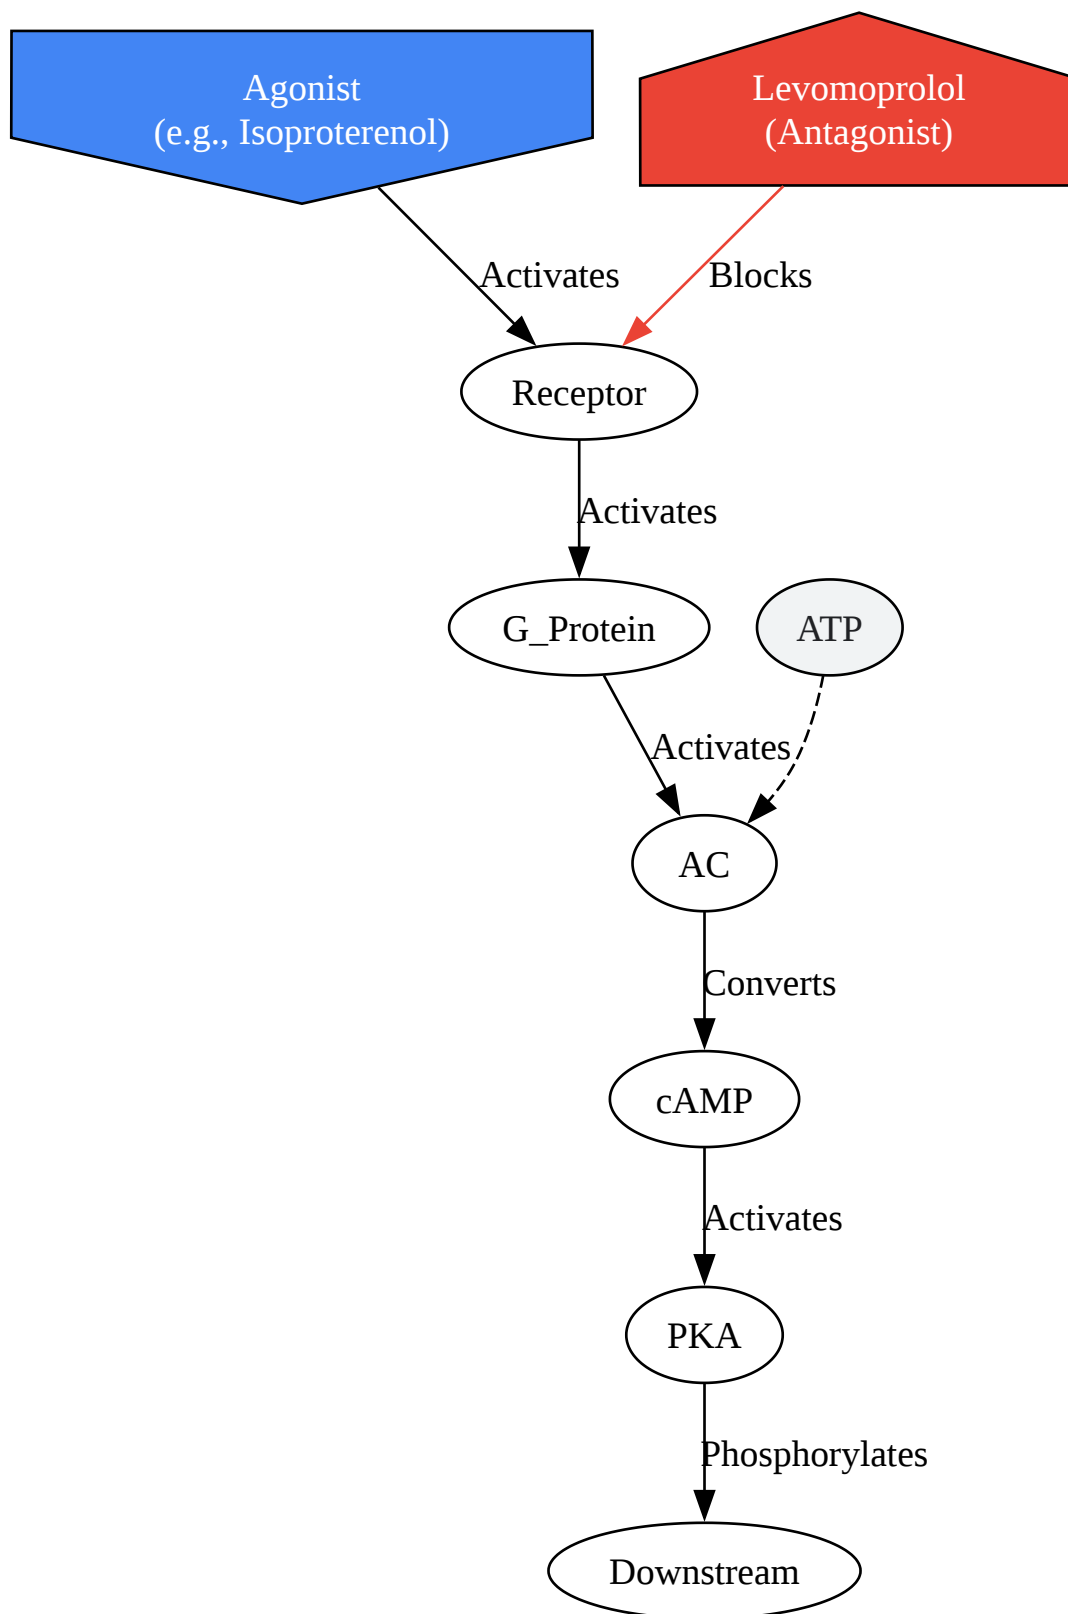 Agonist
(e.g., Isoproterenol)
Levomoprolol
(Antagonist)
Activates
Blocks
Receptor
Activates
G_Protein
ATP
Activates
AC
Converts
cAMP
Activates
PKA
Phosphorylates
Downstream